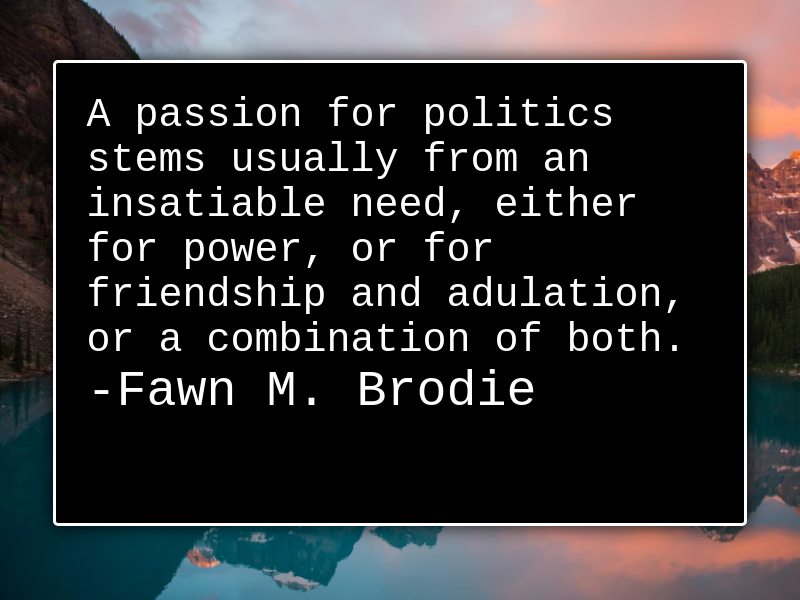 A passion for politics
stems usually from an
insatiable need, either
for power, or for
friendship and adulation,
or a combination of both.
-Fawn M. Brodie